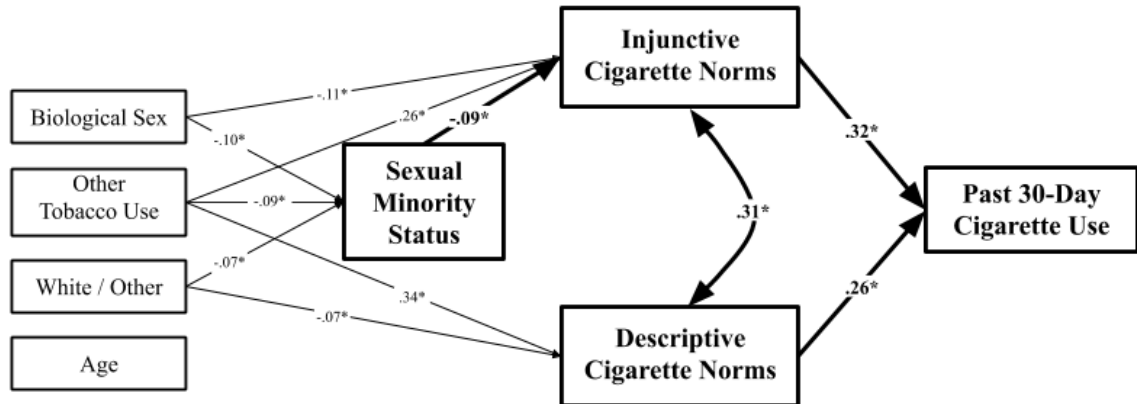 Injunctive
Cigarette Norms
Biological Sex
-.11*
.26*
-.09*
-.10*
.32*
Other
Tobacco Use
Sexual
Minority
Status
-.09*
Past 30-Day
Cigarette Use
.31*
White / Other
-.07*
.34*
-.07*
.26*
Descriptive
Cigarette Norms
Age